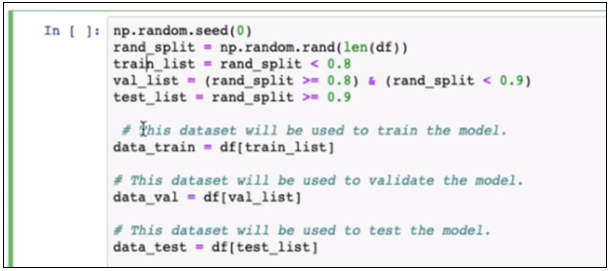 In [ ]: np.random.seed(0)
rand_split = np.random.rand(len(df))
train_list = rand_split < 0.8
val_list = (rand_split >= 0.8) & (rand_split < 0.9)
test_list = rand_split >= 0.9
# This dataset will be used to train the model.
data_train = df[train_list]
# This dataset will be used to validate the model.
data_val = df[val_list]
# This dataset will be used to test the model.
data_test = df[test_list]